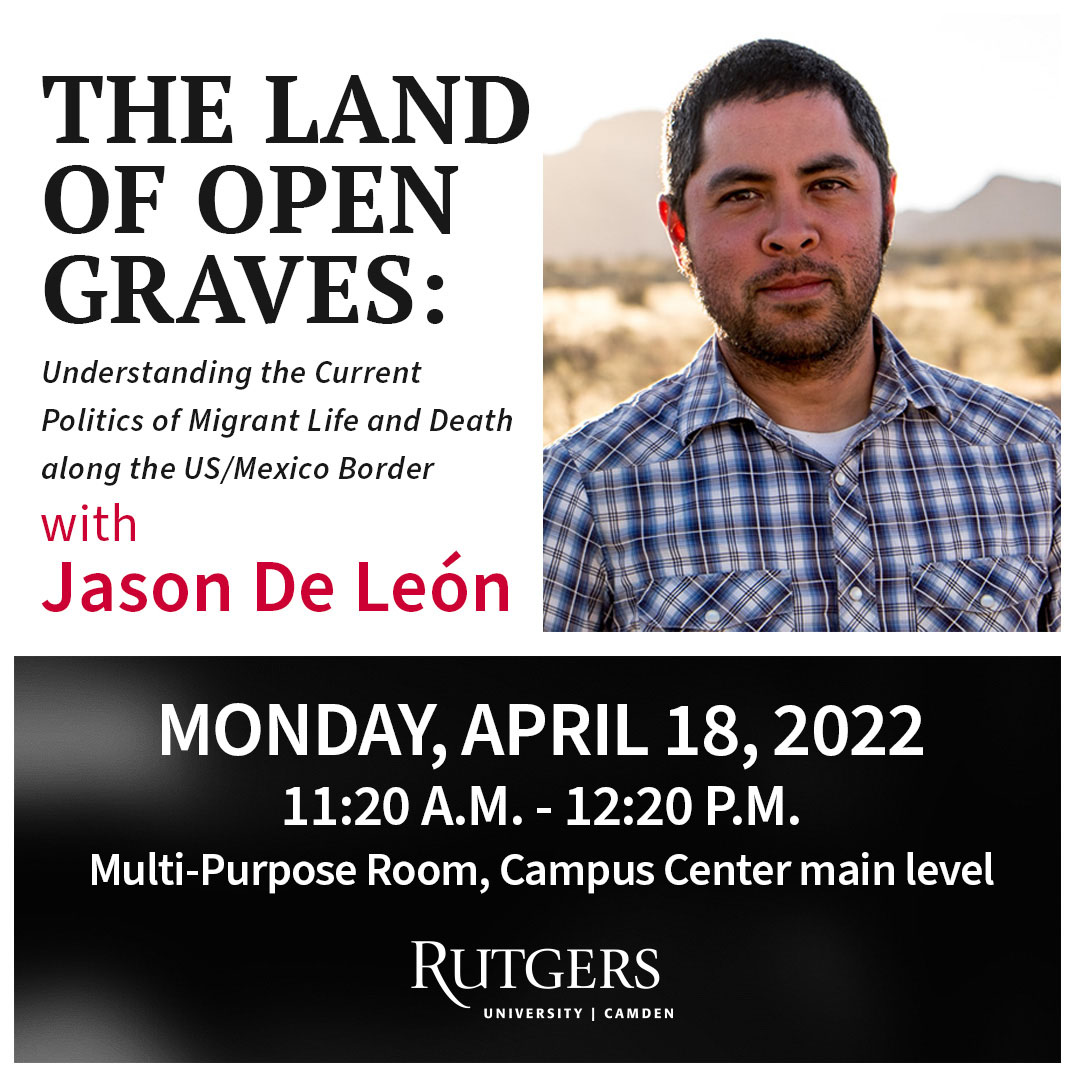 THE LAND
OF OPEN
GRAVES:
Understanding the Current
Politics of Migrant Life and Death
along the US/Mexico Border
with
Jason De León
MONDAY, APRIL 18, 2022
11:20 A.M. - 12:20 P.M.
Multi-Purpose Room, Campus Center main level
RUTGERS
UNIVERSITY | CAMDEN